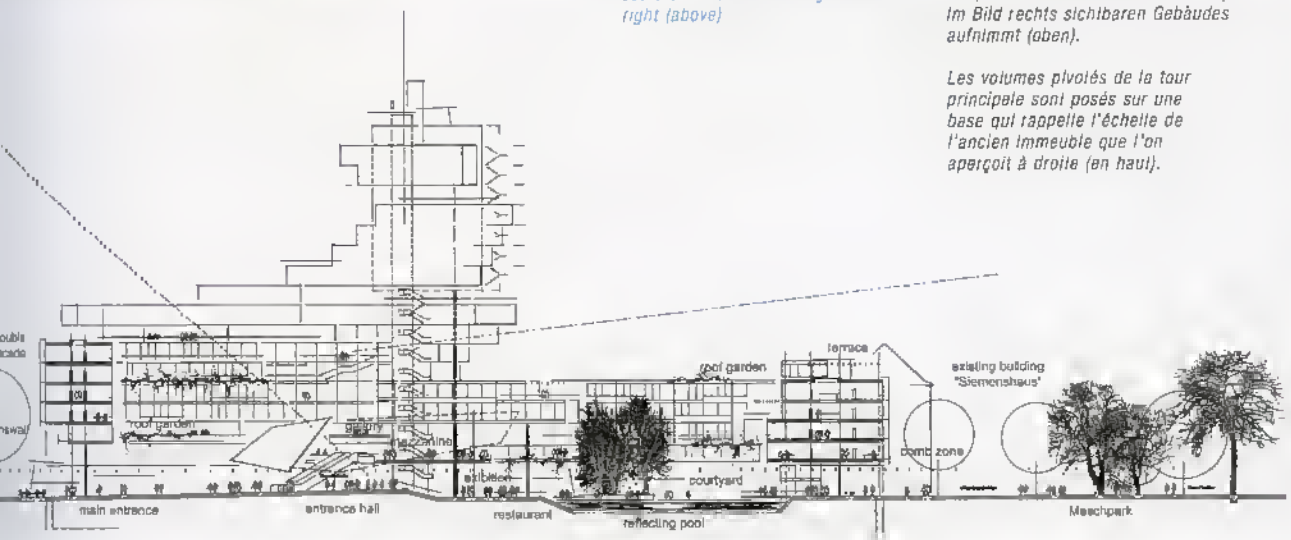 right (above)
im Bild rechts sichtbaren Gebäudes
aufnimmt (oben).
Les volumes pivotés de la tour
principale sont posés sur une
base qui rappelle l'échelle de
l'ancien immeuble que l'on
aperçoit à droite (en haut).
terrace
roof garden
existing building
"Siemenshaus"
roof garden
gallery
mezzanine
comb zone
exibition
courtyard
main entrance
entrance hall
restaurant
reflecting pool
Maschpark